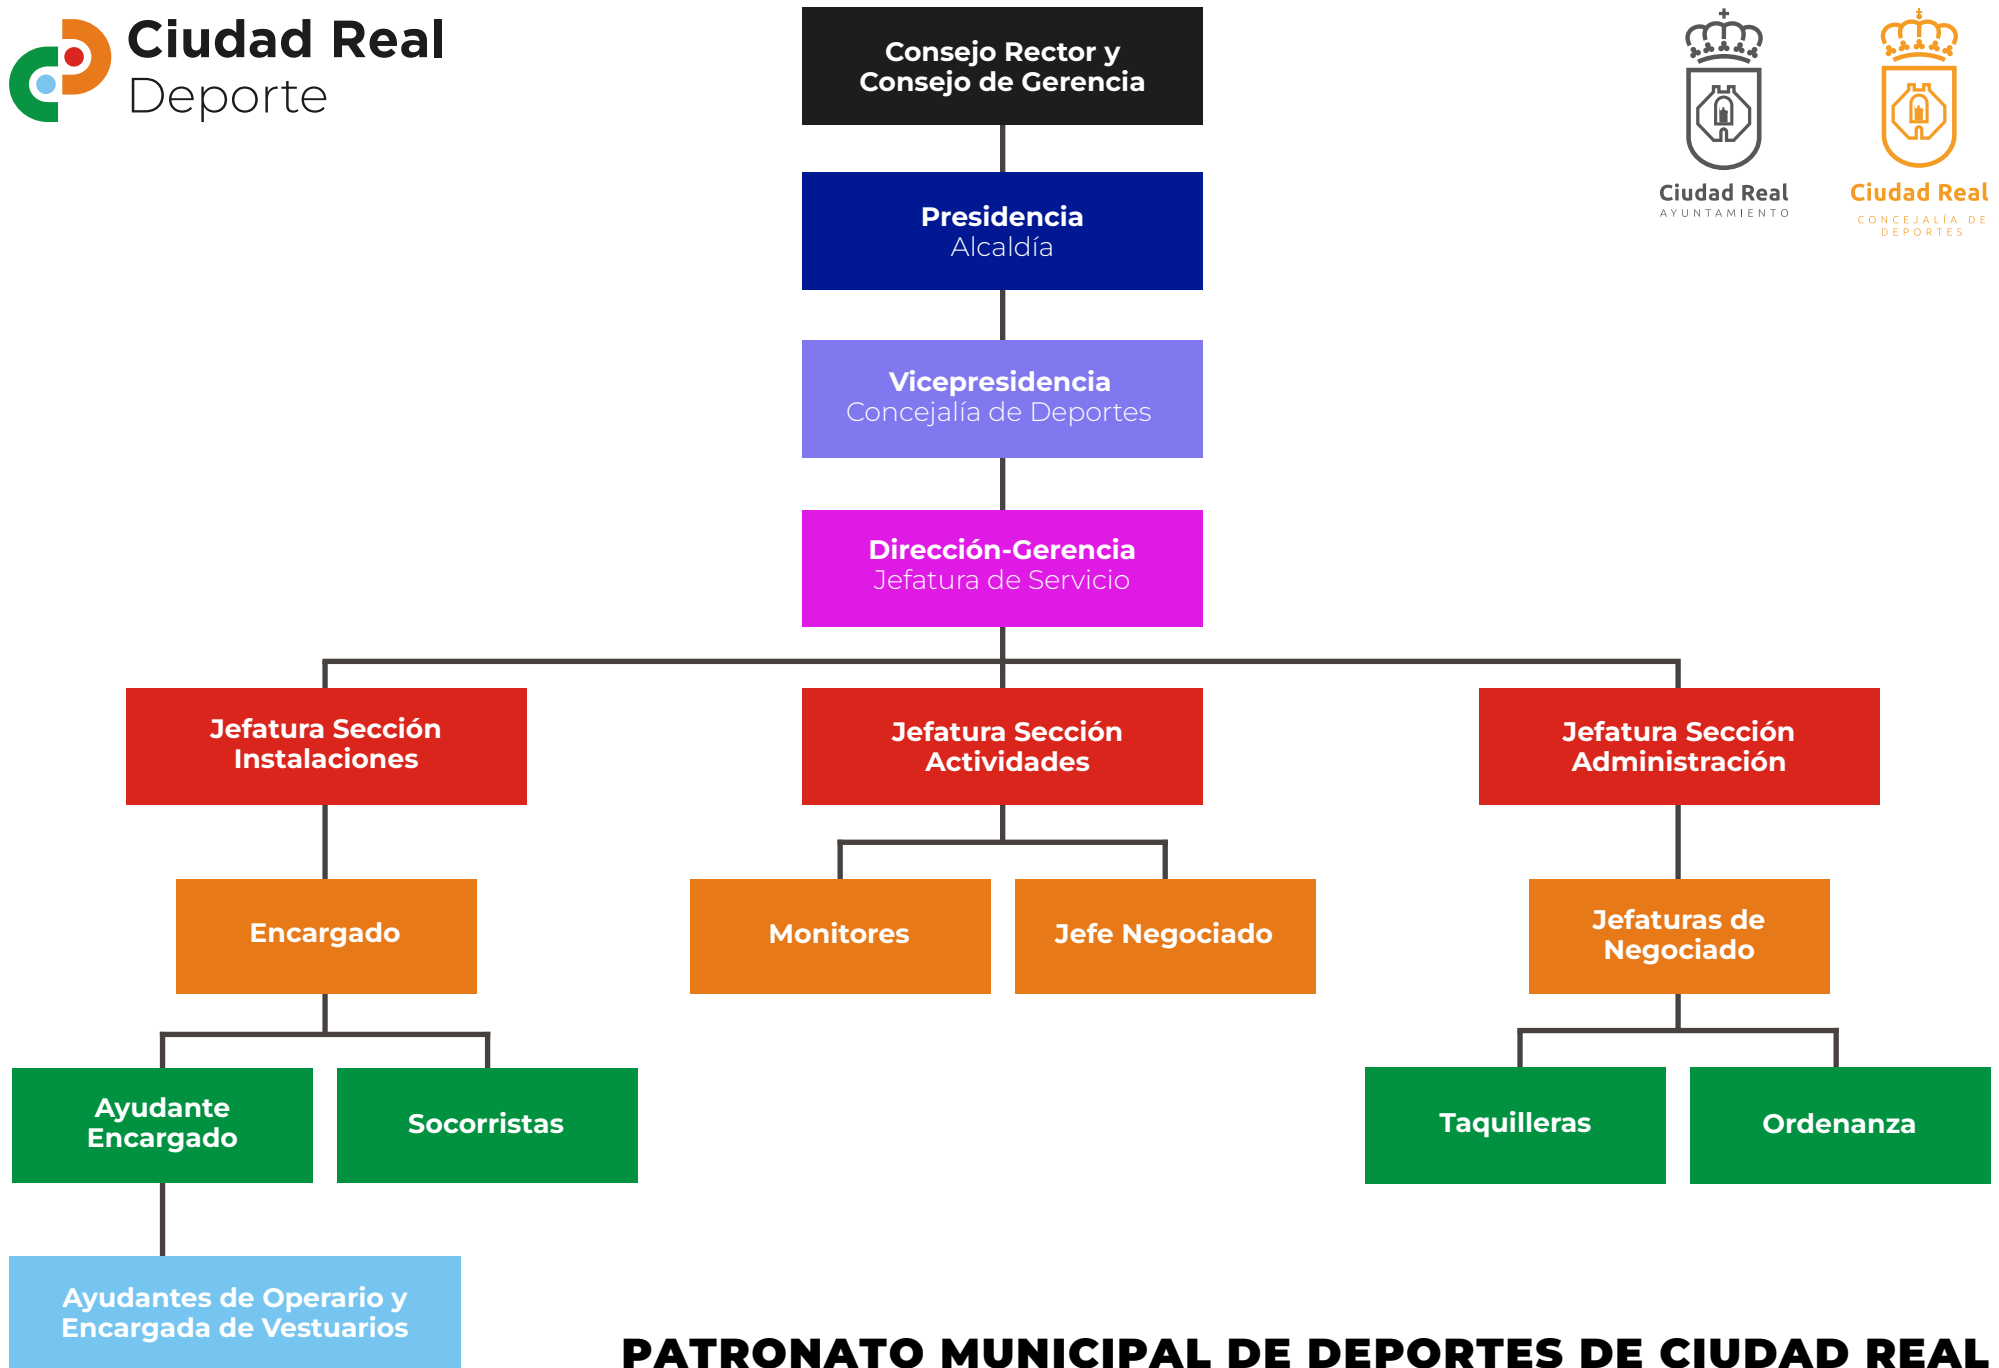 Ciudad Real
Deporte
Consejo Rector y
Consejo de Gerencia
Ciudad Real
AYUNTAMIENTO
Ciudad Real
CONCEJALÍA DE
DEPORTES
Presidencia
Alcaldía
Vicepresidencia
Concejalía de Deportes
Dirección-Gerencia
Jefatura de Servicio
Jefatura Sección
Instalaciones
Jefatura Sección
Actividades
Jefatura Sección
Administración
Encargado
Monitores
Jefe Negociado
Jefaturas de
Negociado
Ayudante
Encargado
Socorristas
Taquilleras
Ordenanza
Ayudantes de Operario y
Encargada de Vestuarios
PATRONATO MUNICIPAL DE DEPORTES DE CIUDAD REAL